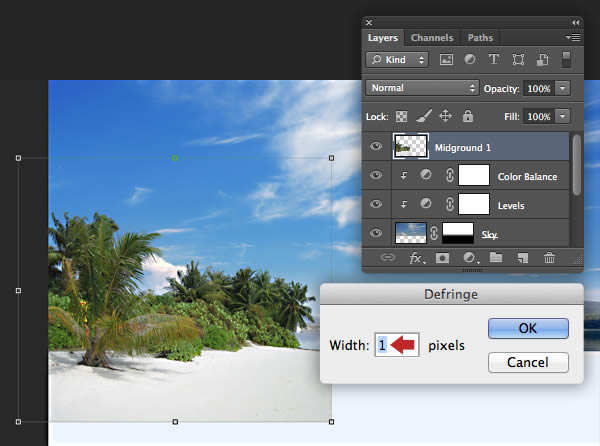 Layers Channels Paths
Kind
Normal Opacity: 100%
Lock: Fill: 100%
Midground 1
Color Balance
Levels
Sky
fx
Defringe
Width: 1 pixels
OK
Cancel